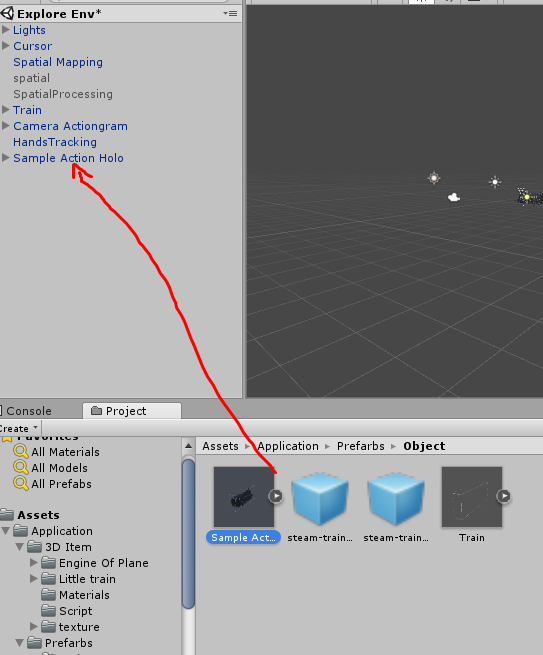 Explore Env*
Lights
Cursor
Spatial Mapping
spatial
SpatialProcessing
Train
Camera Actiongram
HandsTracking
Sample Action Holo
Console
Project
Create
Favorites
All Materials
All Models
All Prefabs
Assets
Application
3D Item
Engine Of Plane
Little train
Materials
Script
texture
Prefarbs
Assets Application Prefarbs Object
Sample Act... steam-train... steam-train... Train